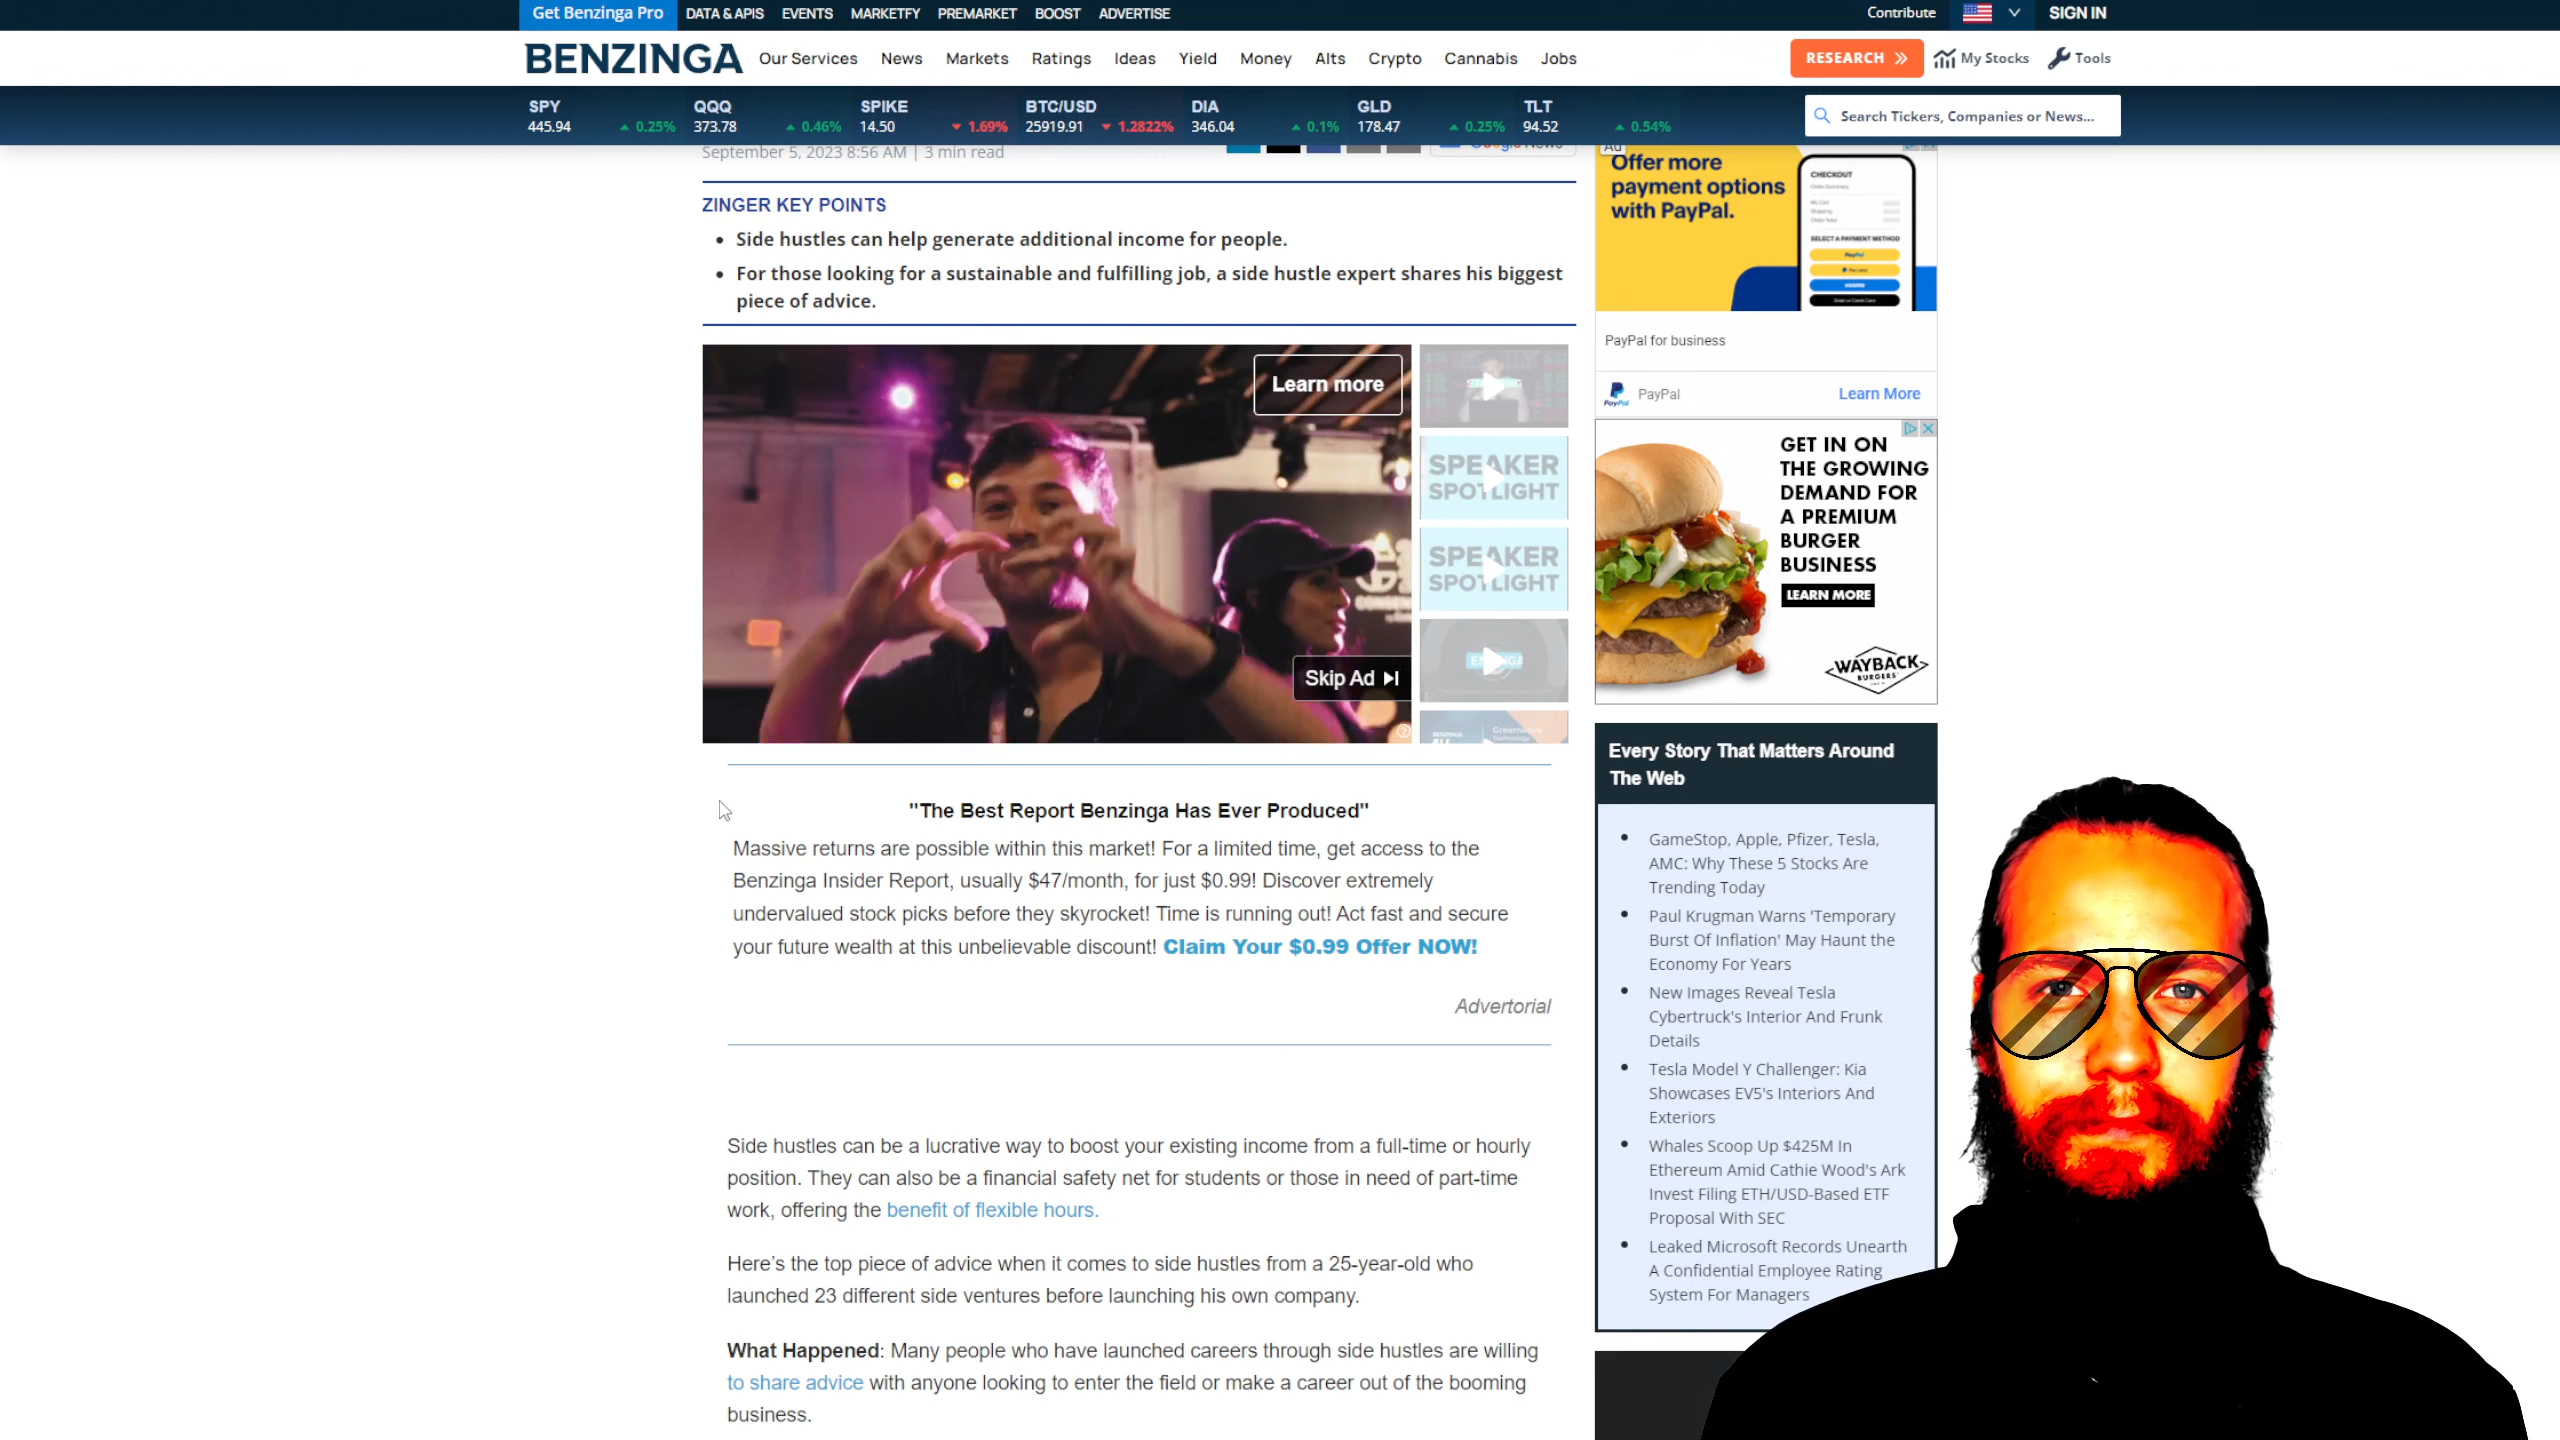 Get Benzinga Pro DATA & APIS EVENTS MARKETFY PREMARKET BOOST ADVERTISE Contribute SIGN IN
BENZINGA Our Services News Markets Ratings Ideas Yield Money Alts Crypto Cannabis Jobs RESEARCH My Stocks Tools
SPY QQQ SPIKE BTC/USD DIA GLD TLT
445.94 0.25% 373.78 0.46% 14.50 1.69% 25919.91 1.2822% 346.04 0.1% 178.47 0.25% 94.52 0.54%
Search Tickers, Companies or News...
September 5, 2023 8:56 AM | 3 min read
ZINGER KEY POINTS
• Side hustles can help generate additional income for people.
• For those looking for a sustainable and fulfilling job, a side hustle expert shares his biggest
piece of advice.
Learn more
Skip Ad
SPEAKER
SPOTLIGHT
SPEAKER
SPOTLIGHT
"The Best Report Benzinga Has Ever Produced"
Massive returns are possible within this market! For a limited time, get access to the
Benzinga Insider Report, usually $47/month, for just $0.99! Discover extremely
undervalued stock picks before they skyrocket! Time is running out! Act fast and secure
your future wealth at this unbelievable discount! Claim Your $0.99 Offer NOW!
Advertorial
Side hustles can be a lucrative way to boost your existing income from a full-time or hourly
position. They can also be a financial safety net for students or those in need of part-time
work, offering the benefit of flexible hours.
Here's the top piece of advice when it comes to side hustles from a 25-year-old who
launched 23 different side ventures before launching his own company.
What Happened: Many people who have launched careers through side hustles are willing
to share advice with anyone looking to enter the field or make a career out of the booming
business.
Ad
Offer more
payment options
with PayPal.
CHECKOUT
SELECT A PAYMENT METHOD
PayPal
PayPal for business
PayPal
PayPal Learn More
GET IN ON
THE GROWING
DEMAND FOR
A PREMIUM
BURGER
BUSINESS
LEARN MORE
WAYBACK
BURGERS
Every Story That Matters Around
The Web
• GameStop, Apple, Pfizer, Tesla,
AMC: Why These 5 Stocks Are
Trending Today
• Paul Krugman Warns 'Temporary
Burst Of Inflation' May Haunt the
Economy For Years
• New Images Reveal Tesla
Cybertruck's Interior And Frunk
Details
• Tesla Model Y Challenger: Kia
Showcases EV5's Interiors And
Exteriors
• Whales Scoop Up $425M In
Ethereum Amid Cathie Wood's Ark
Invest Filing ETH/USD-Based ETF
Proposal With SEC
• Leaked Microsoft Records Unearth
A Confidential Employee Rating
System For Managers